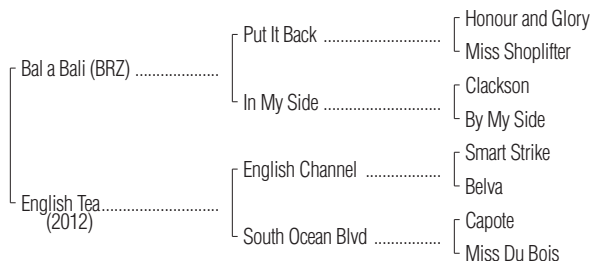 Honour and Glory
Put It Back ............................
Miss Shoplifter
Bal a Bali (BRZ) ....................
Clackson
In My Side ............................
By My Side
Smart Strike
English Channel ..................
Belva
English Tea............................
(2012)
Capote
South Ocean Blvd ................
Miss Du Bois